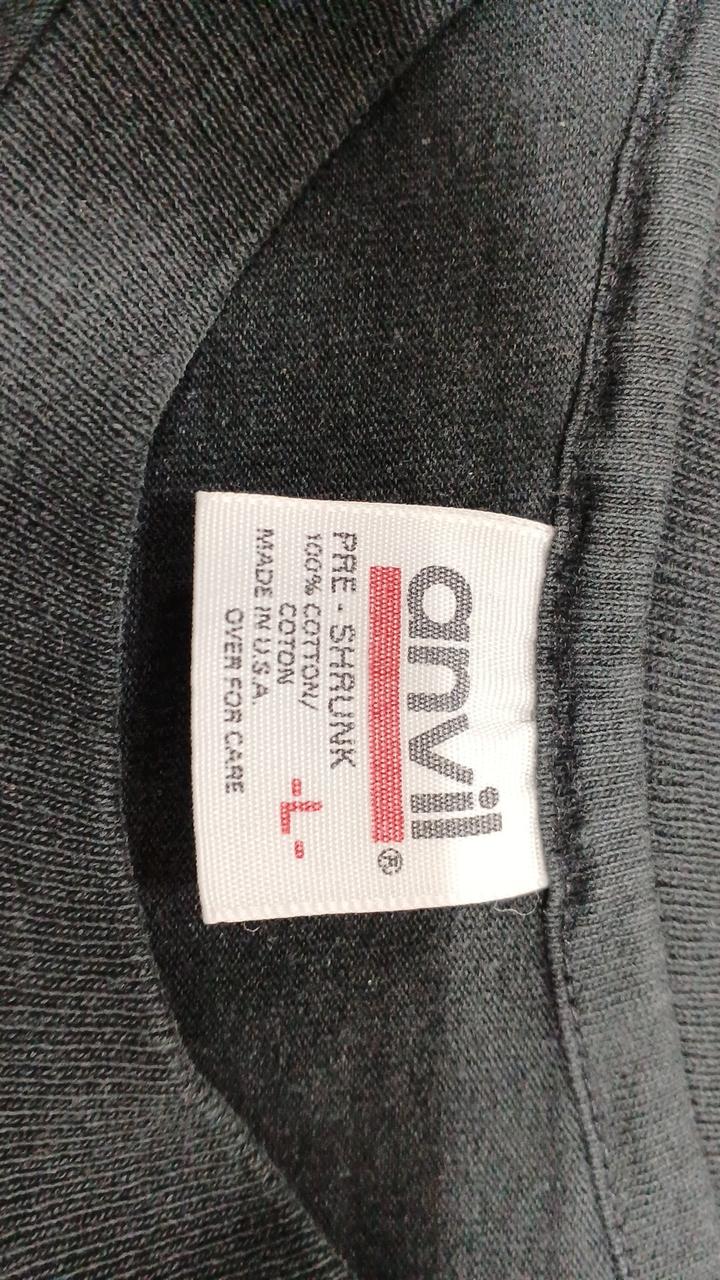 anvil®
PRE-SHRUNK
100% COTTON/
COTON
MADE IN U.S.A.
OVER FOR CARE
-L-